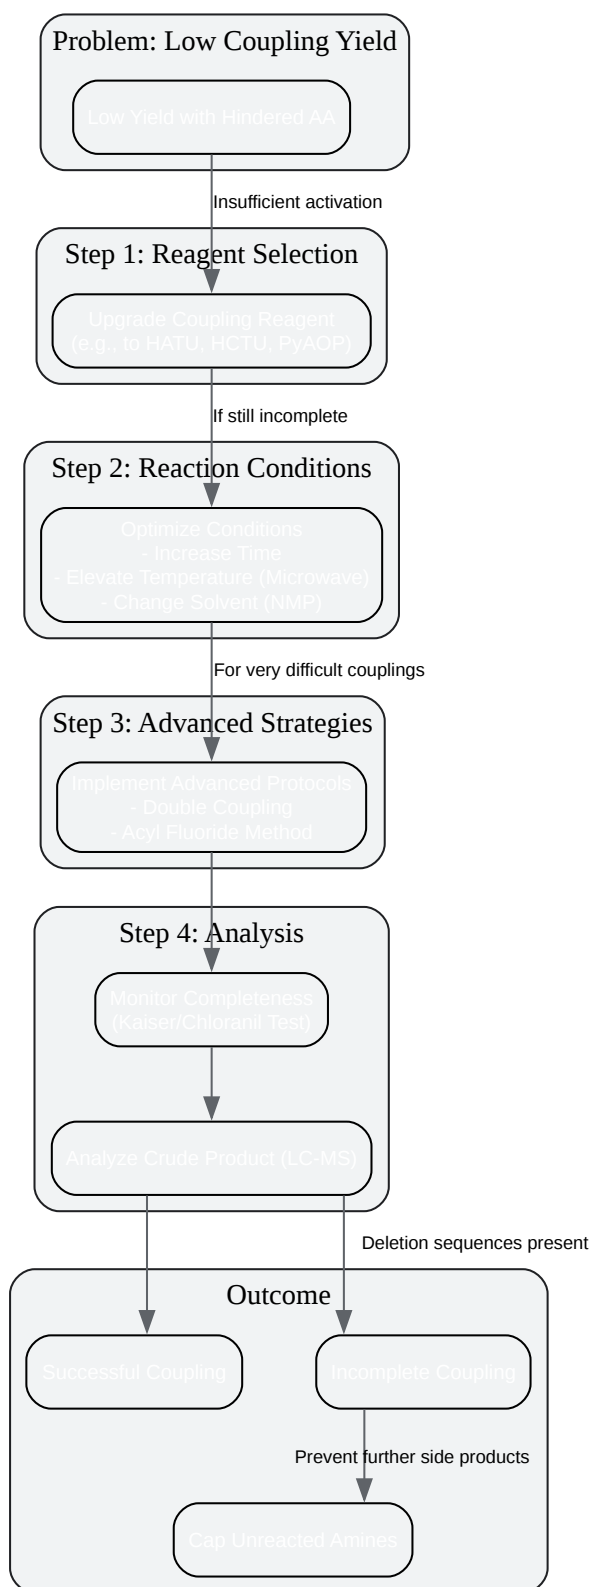 Problem: Low Coupling Yield
Low Yield with Hindered AA
Insufficient activation
Step 1: Reagent Selection
Upgrade Coupling Reagent
(e.g., to HATU, HCTU, PyAOP)
If still incomplete
Step 2: Reaction Conditions
Optimize Conditions
- Increase Time
- Elevate Temperature (Microwave)
- Change Solvent (NMP)
For very difficult couplings
Step 3: Advanced Strategies
Implement Advanced Protocols
- Double Coupling
- Acyl Fluoride Method
Step 4: Analysis
Monitor Completeness
(Kaiser/Chloranil Test)
Analyze Crude Product (LC-MS)
Deletion sequences present
Outcome
Successful Coupling
Incomplete Coupling
Prevent further side products
Cap Unreacted Amines